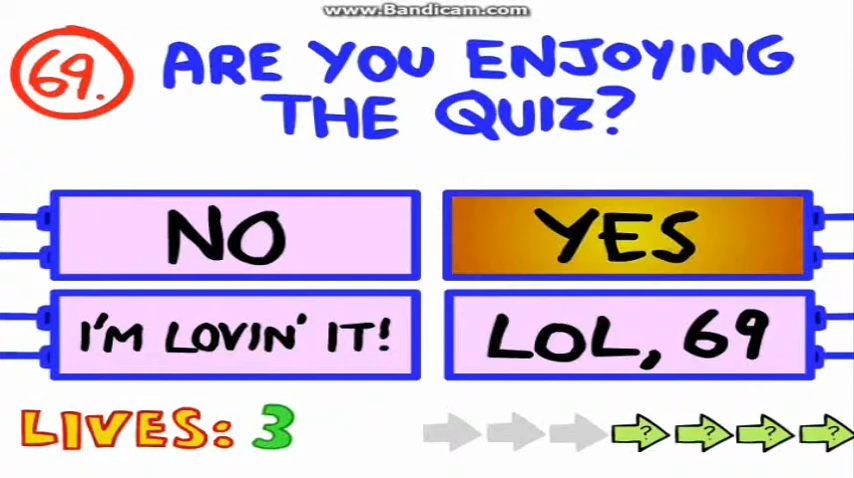 www.Bandicam.com
69.
ARE YOU ENJOYING
THE QUIZ?
NO
YES
I'M LOVIN' IT!
LOL, 69
LIVES: 3
? ? ? ?